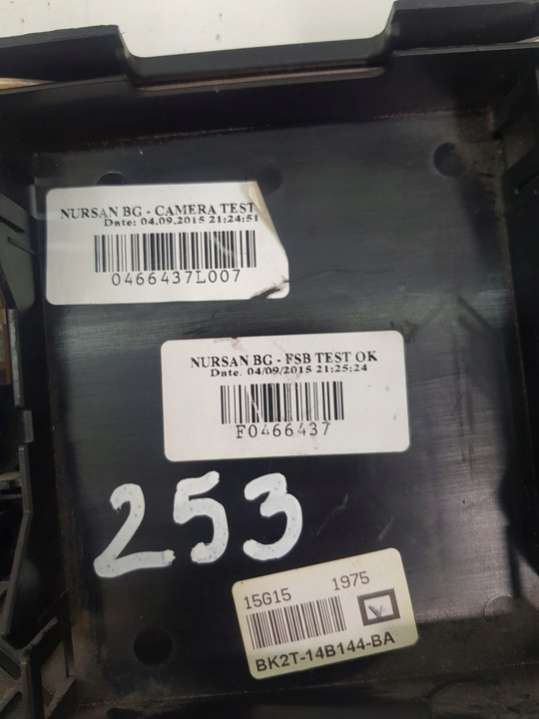 NURSAN BG - CAMERA TEST
Date: 04.09.2015 21:24:51
0466437L007
NURSAN BG - FSB TEST OK
Date. 04/09/2015 21:25:24
F0466437
253
15G15 1975
BK2T-14B144-BA